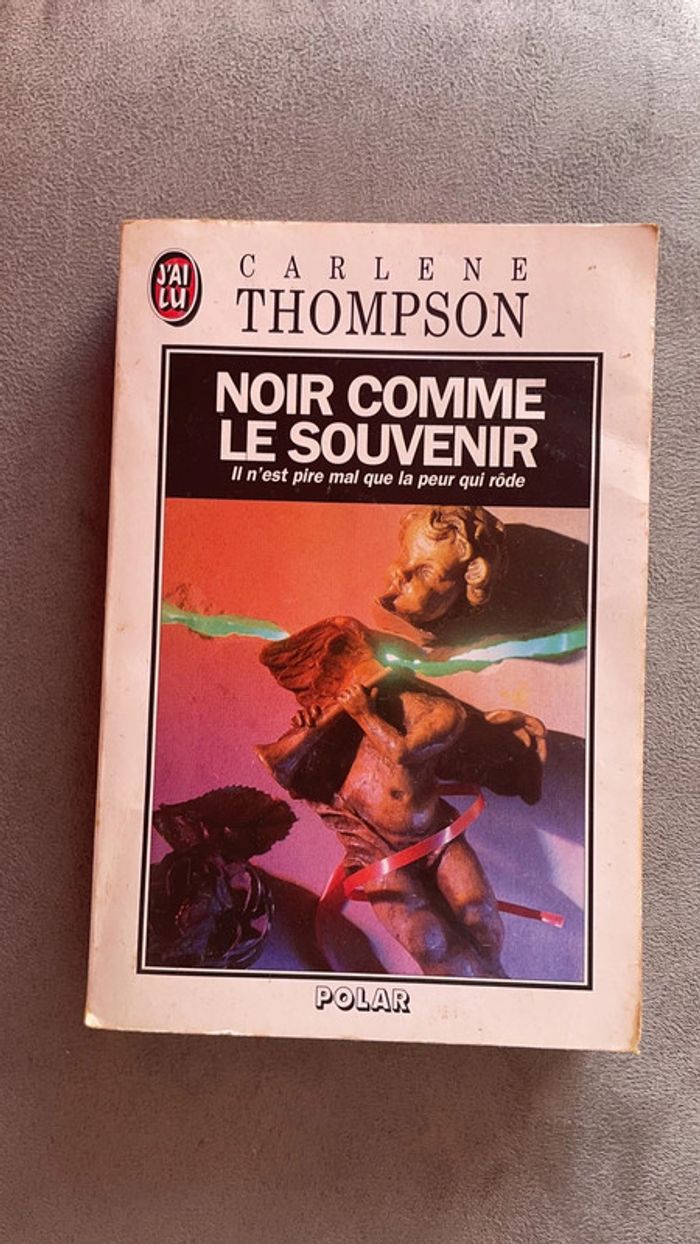 J'AI
LU
CARLENE
THOMPSON
NOIR COMME
LE SOUVENIR
Il n'est pire mal que la peur qui rôde
POLAR